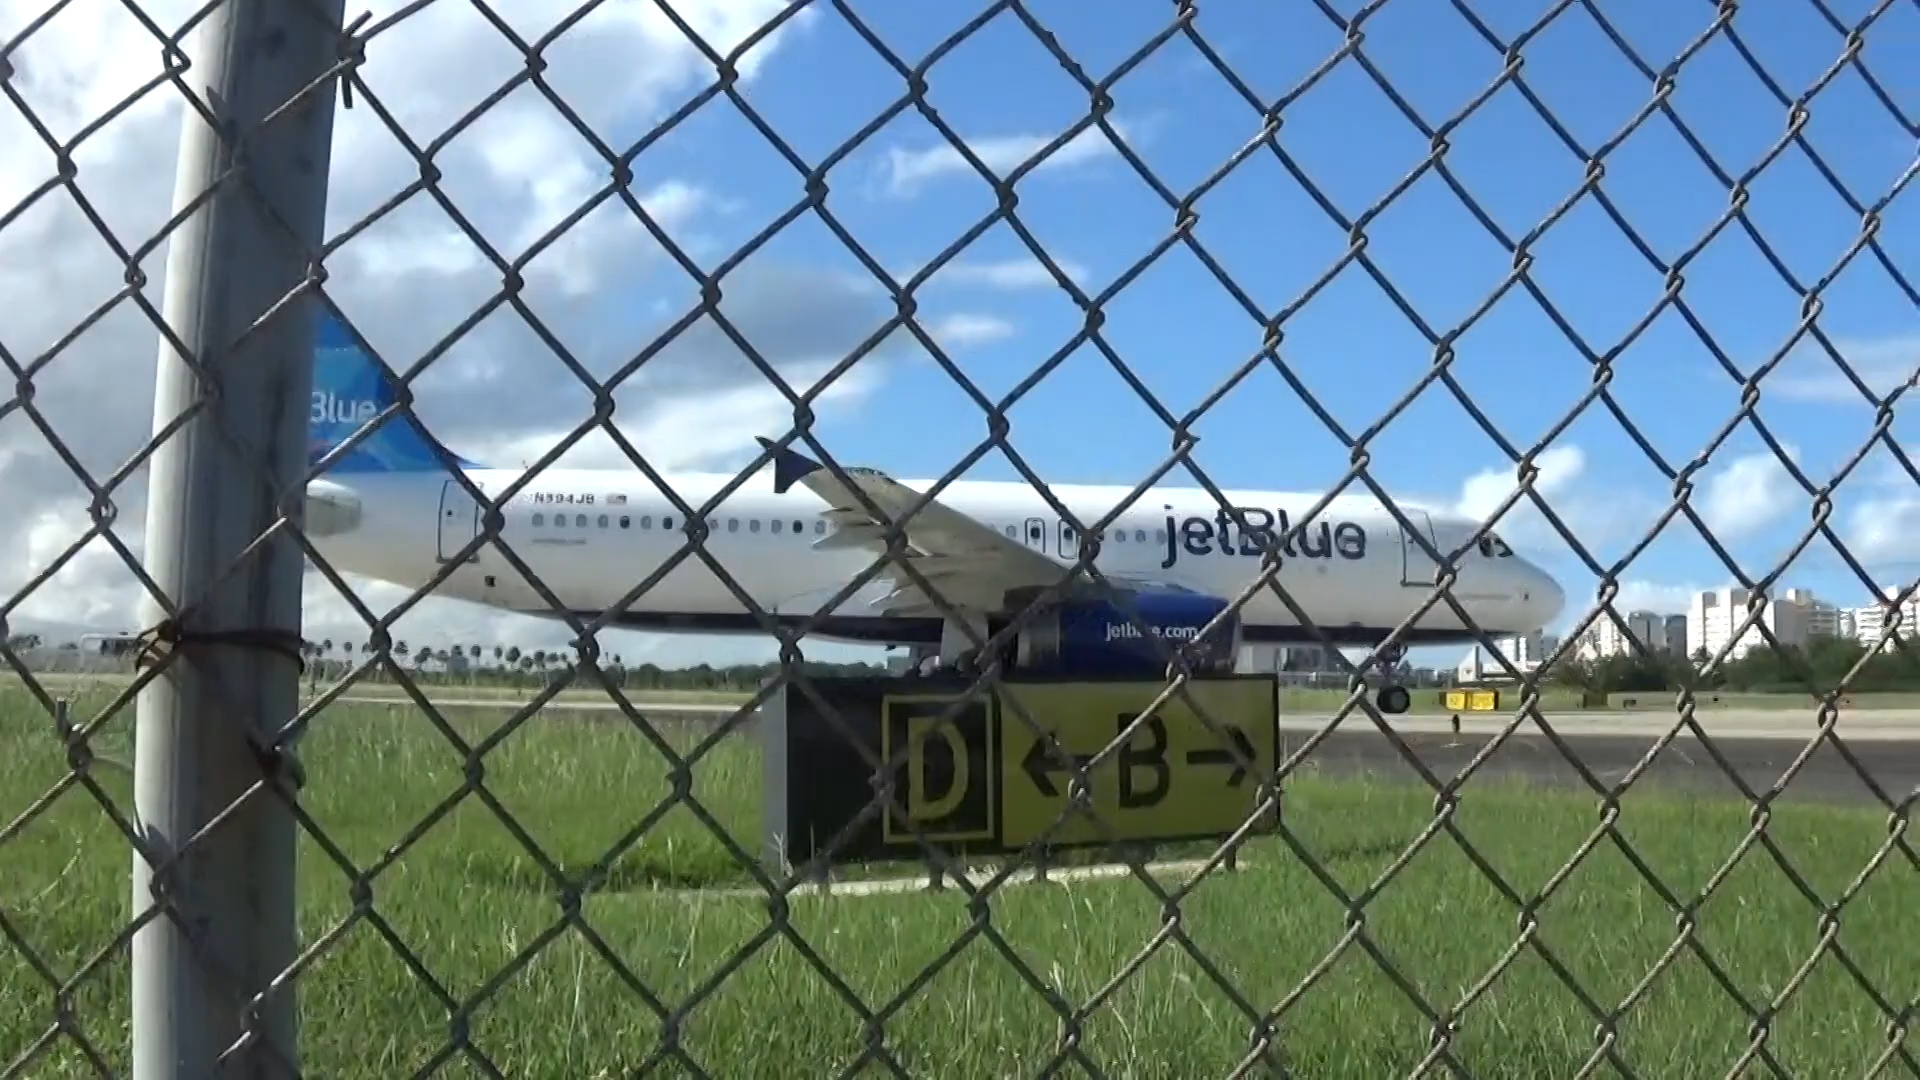 Blue
N594JB
jetBlue
jetblue.com
D ← B →